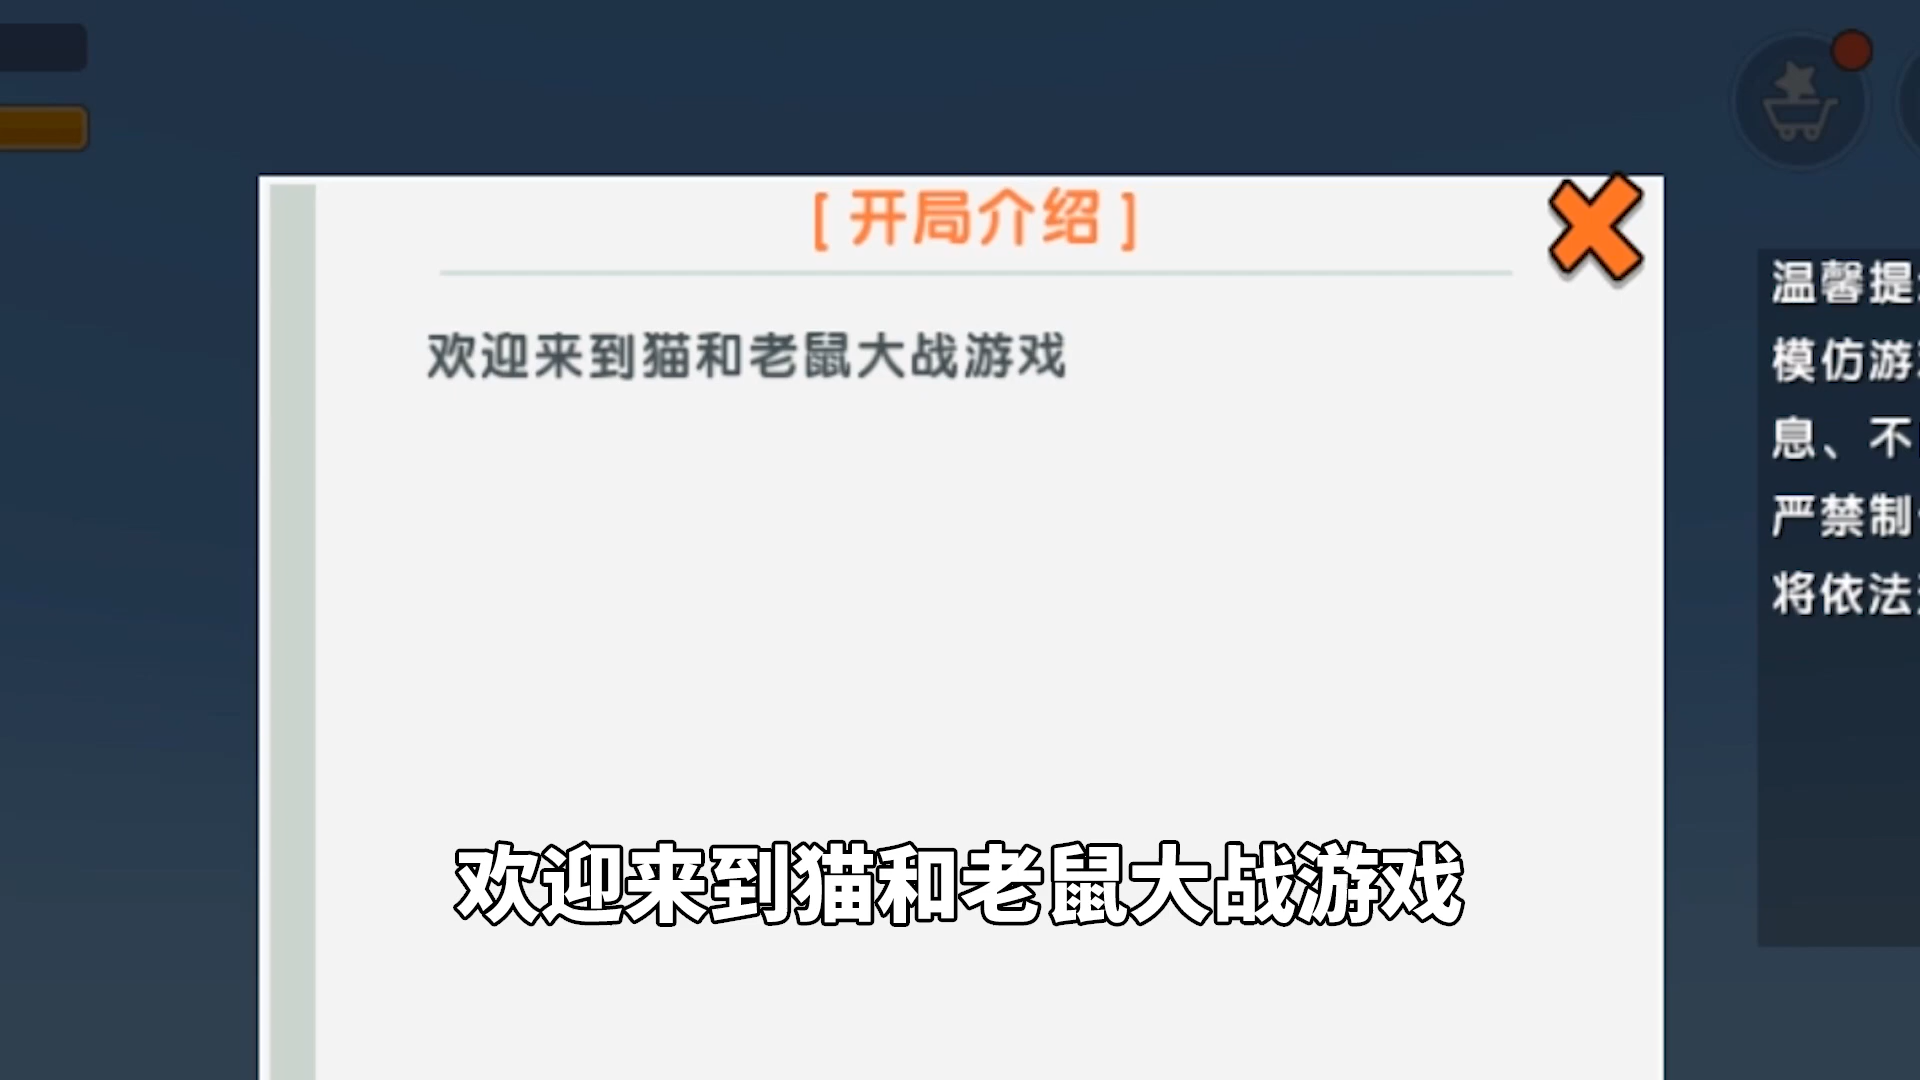 [ 开局介绍 ]
欢迎来到猫和老鼠大战游戏
温馨提
模仿游
息、不
严禁制
将依法
欢迎来到猫和老鼠大战游戏